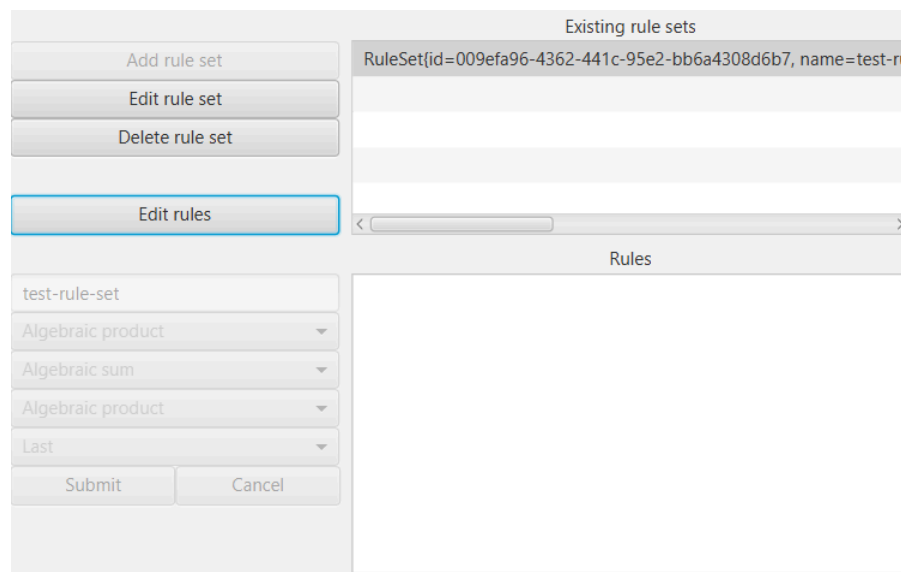 Existing rule sets
Add rule set
RuleSet{id=009efa96-4362-441c-95e2-bb6a4308d6b7, name=test-ru
Edit rule set
Delete rule set
Edit rules
Rules
test-rule-set
Algebraic product
Algebraic sum
Algebraic product
Last
Submit
Cancel